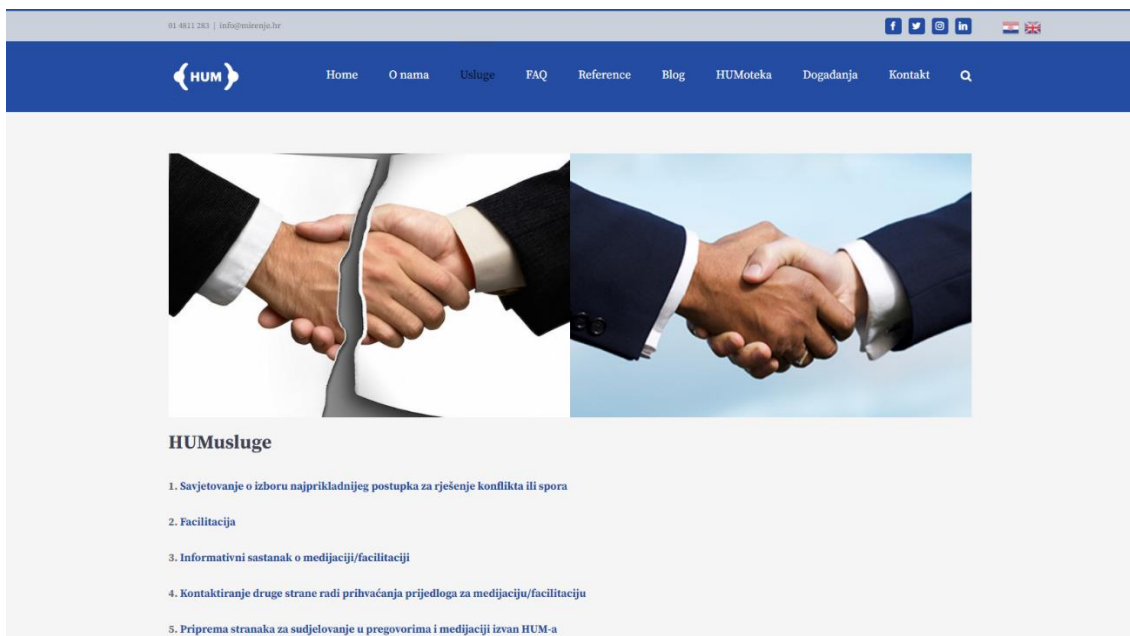 01 4811 283 | info@mirenje.hr
HUM
Home O nama Usluge FAQ Reference Blog HUMoteka Događanja Kontakt
HUMusluge
1. Savjetovanje o izboru najprikladnijeg postupka za rješenje konflikta ili spora
2. Facilitacija
3. Informativni sastanak o medijaciji/facilitaciji
4. Kontaktiranje druge strane radi prihvaćanja prijedloga za medijaciju/facilitaciju
5. Priprema stranaka za sudjelovanje u pregovorima i medijaciji izvan HUM-a